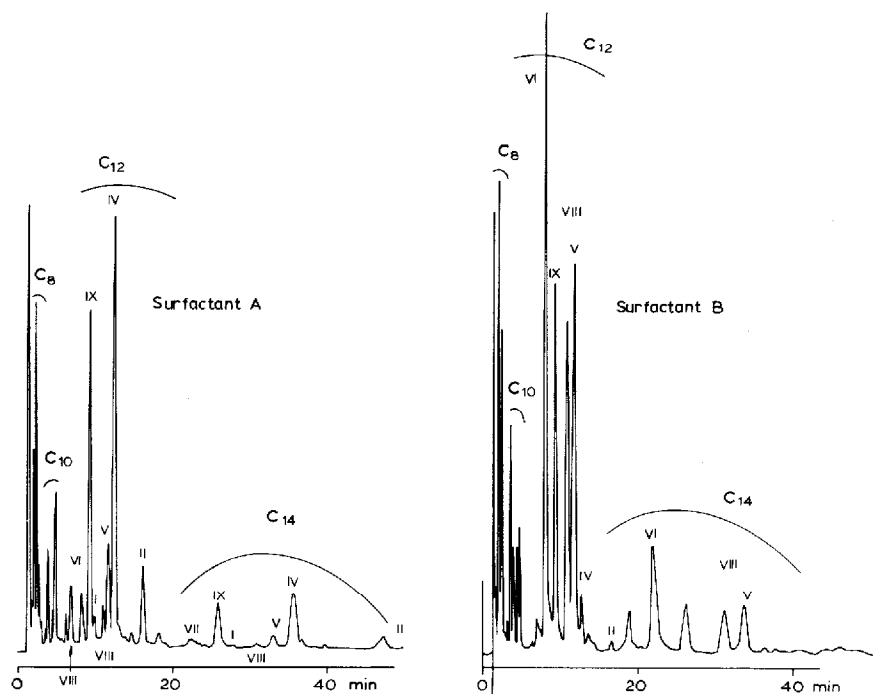 C12
IV
C8
IX
Surfactant A
C10
VI
I
V
II
C14
VII
IX
I
V
IV
II
VIII
VIII
VIII
0 20 40 min
C12
VI
C8
VIII
IX
V
Surfactant B
C10
IV
II
C14
VI
VIII
V
0 20 40 min